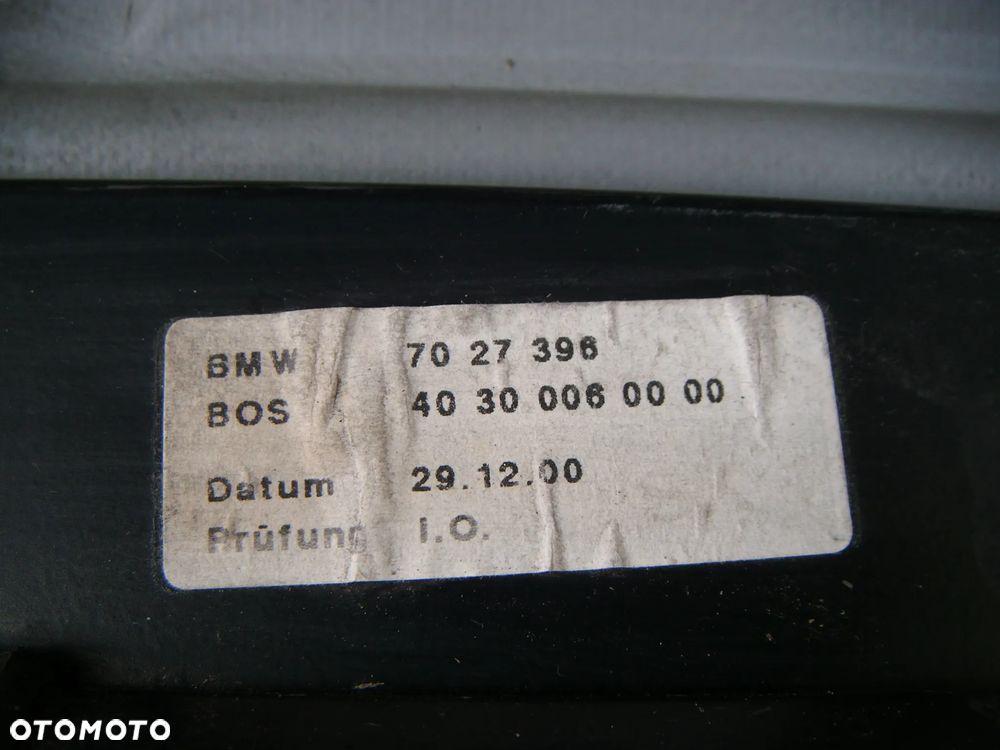 BMW 70 27 396
BOS 40 30 006 00 00
Datum 29.12.00
Prüfung I.O.
OTOMOTO